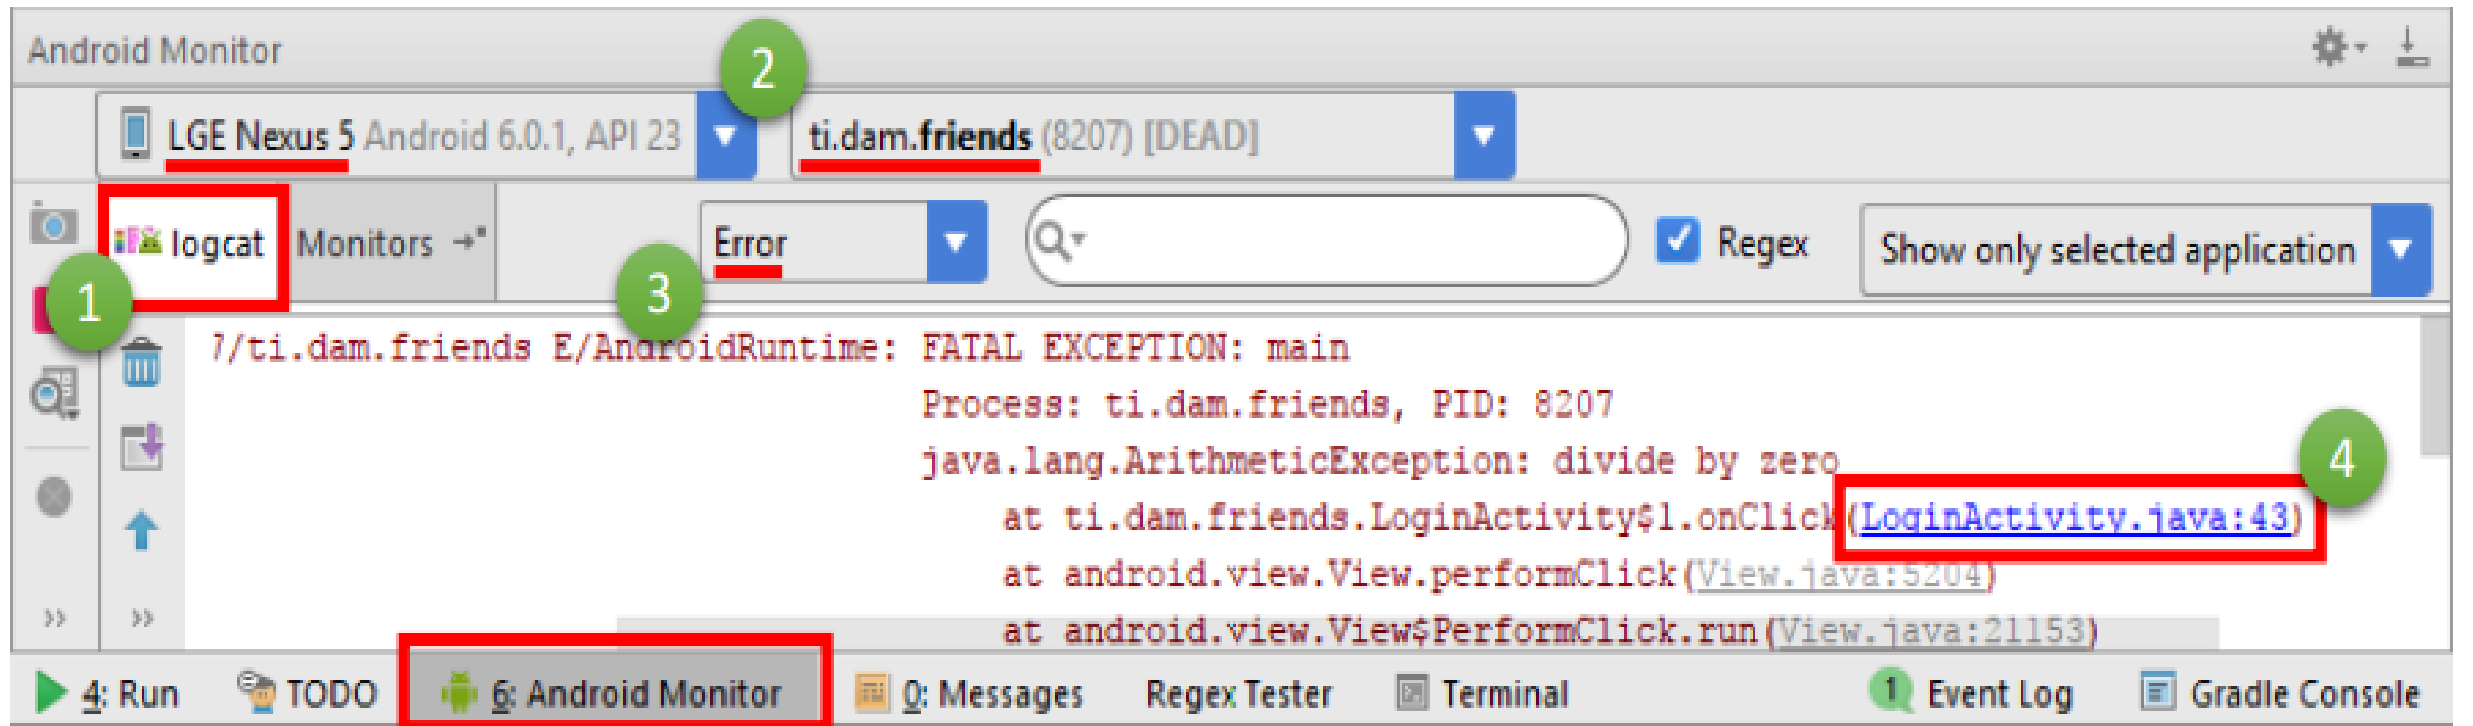 Android Monitor
2
LGE Nexus 5 Android 6.0.1, API 23
ti.dam.friends (8207) [DEAD]
1
logcat
Monitors
3
Error
Regex
Show only selected application
7/ti.dam.friends E/AndroidRuntime: FATAL EXCEPTION: main
Process: ti.dam.friends, PID: 8207
java.lang.ArithmeticException: divide by zero
4
at ti.dam.friends.LoginActivity$1.onClick(LoginActivity.java:43)
at android.view.View.performClick(View.java:5204)
at android.view.View$PerformClick.run(View.java:21153)
4: Run
TODO
6: Android Monitor
0: Messages
Regex Tester
Terminal
1 Event Log
Gradle Console